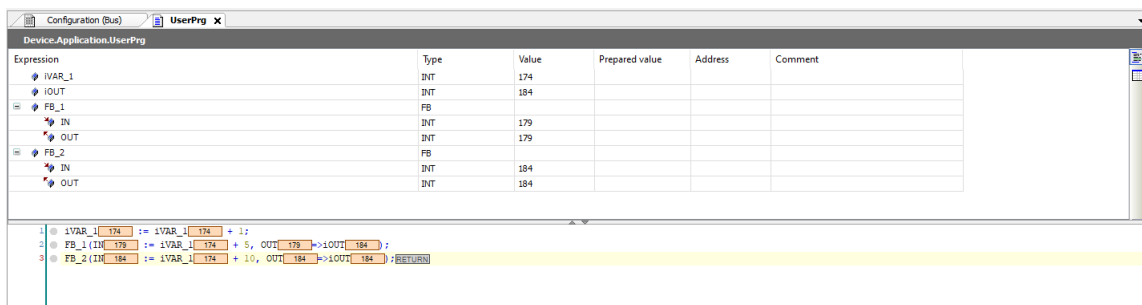 Configuration (Bus) UserPrg X
Device.Application.UserPrg
Expression Type Value Prepared value Address Comment
iVAR_1 INT 174
iOUT INT 184
FB_1 FB
IN INT 179
OUT INT 179
FB_2 FB
IN INT 184
OUT INT 184
1 iVAR_1 174 := iVAR_1 174 + 1;
2 FB_1(IN 179 := iVAR_1 174 + 5, OUT 179 =>iOUT 184 );
3 FB_2(IN 184 := iVAR_1 174 + 10, OUT 184 =>iOUT 184 );RETURN